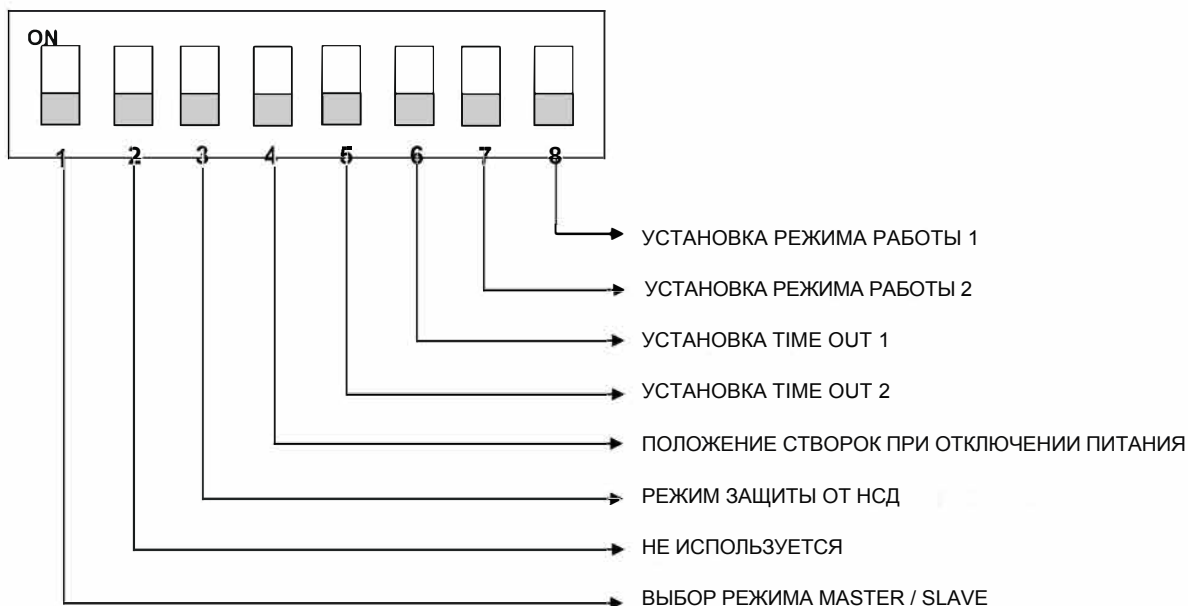 ON
1 2 3 4 5 6 7 8
УСТАНОВКА РЕЖИМА РАБОТЫ 1
УСТАНОВКА РЕЖИМА РАБОТЫ 2
УСТАНОВКА TIME OUT 1
УСТАНОВКА TIME OUT 2
ПОЛОЖЕНИЕ СТВОРОК ПРИ ОТКЛЮЧЕНИИ ПИТАНИЯ
РЕЖИМ ЗАЩИТЫ ОТ НСД
НЕ ИСПОЛЬЗУЕТСЯ
ВЫБОР РЕЖИМА MASTER / SLAVE